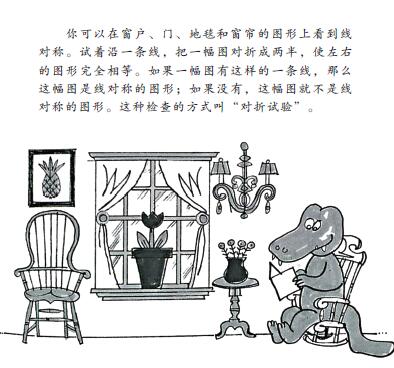 你可以在窗户、门、地毯和窗帘的图形上看到线
对称。试着沿一条线，把一幅图对折成两半，使左右
的图形完全相等。如果一幅图有这样的一条线，那么
这幅图是线对称的图形；如果没有，这幅图就不是线
对称的图形。这种检查的方式叫“对折试验”。